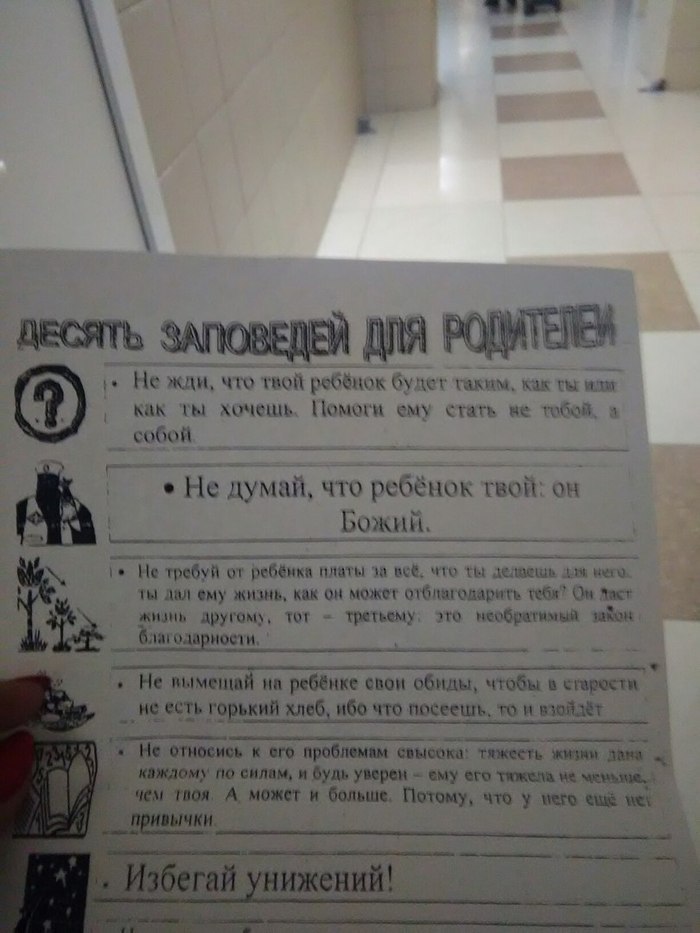 ДЕСЯТЬ ЗАПОВЕДЕЙ ДЛЯ РОДИТЕЛЕЙ
• Не жди, что твой ребёнок будет таким, как ты или
как ты хочешь. Помоги ему стать не тобой, а
собой.
• Не думай, что ребёнок твой: он
Божий.
• Не требуй от ребёнка платы за всё, что ты делаешь для него.
ты дал ему жизнь, как он может отблагодарить тебя? Он даст
жизнь другому, тот – третьему: это необратимый закон
благодарности.
• Не вымещай на ребёнке свои обиды, чтобы в старости
не есть горький хлеб, ибо что посеешь, то и взойдёт
• Не относись к его проблемам свысока: тяжесть жизни дана
каждому по силам, и будь уверен – ему его тяжела не меньше,
чем твоя. А может и больше. Потому, что у него ещё нет
привычки.
• Избегай унижений!